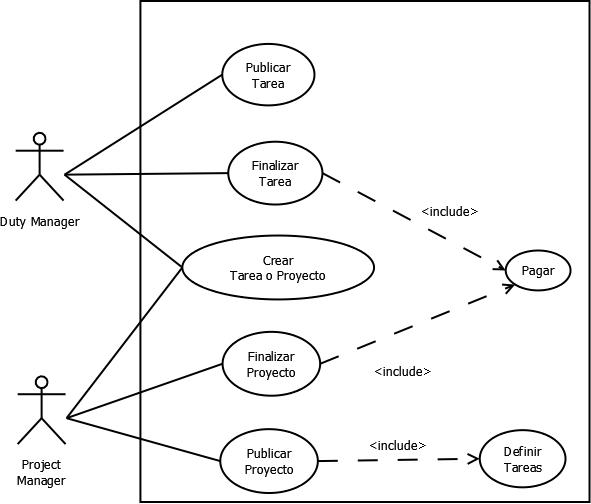 Publicar
Tarea
Finalizar
Tarea
<include>
Duty Manager
Crear
Tarea o Proyecto
Pagar
Finalizar
Proyecto
<include>
Publicar
Proyecto
<include>
Definir
Tareas
Project
Manager